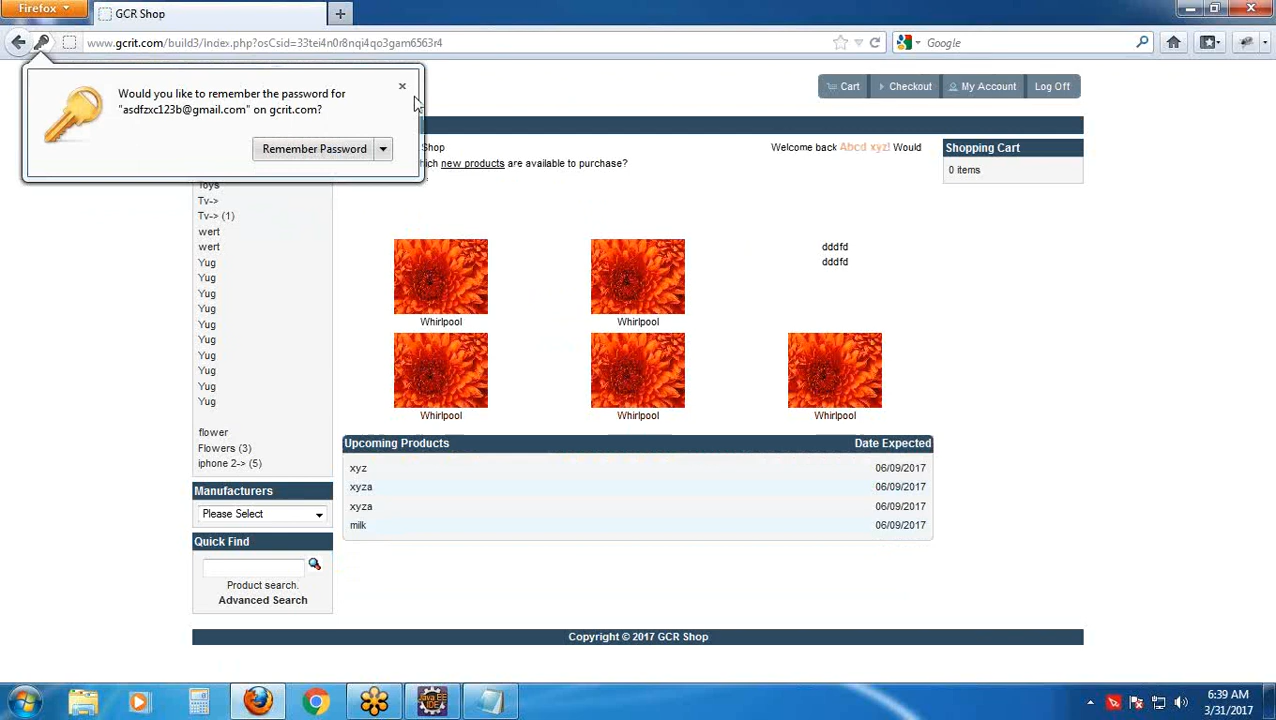 Firefox
GCR Shop
www.gcrit.com/build3/index.php?osCsid=33tei4n0r8nqi4qo3gam6563r4
Google
Would you like to remember the password for
"asdfzxc123b@gmail.com" on gcrit.com?
Remember Password
Cart
Checkout
My Account
Log Off
Shop
Welcome back Abcd xyz! Would
new products are available to purchase?
Shopping Cart
0 items
Toys
Tv->
Tv-> (1)
wert
wert
Yug
Yug
Yug
Yug
Yug
Yug
Yug
Yug
Yug
Yug
flower
Flowers (3)
iphone 2-> (5)
Whirlpool
Whirlpool
dddfd
dddfd
Whirlpool
Whirlpool
Whirlpool
Upcoming Products
Date Expected
xyz
06/09/2017
xyza
06/09/2017
xyza
06/09/2017
milk
06/09/2017
Manufacturers
Please Select
Quick Find
Product search.
Advanced Search
Copyright © 2017 GCR Shop
Java EE
IDE
6:39 AM
3/31/2017